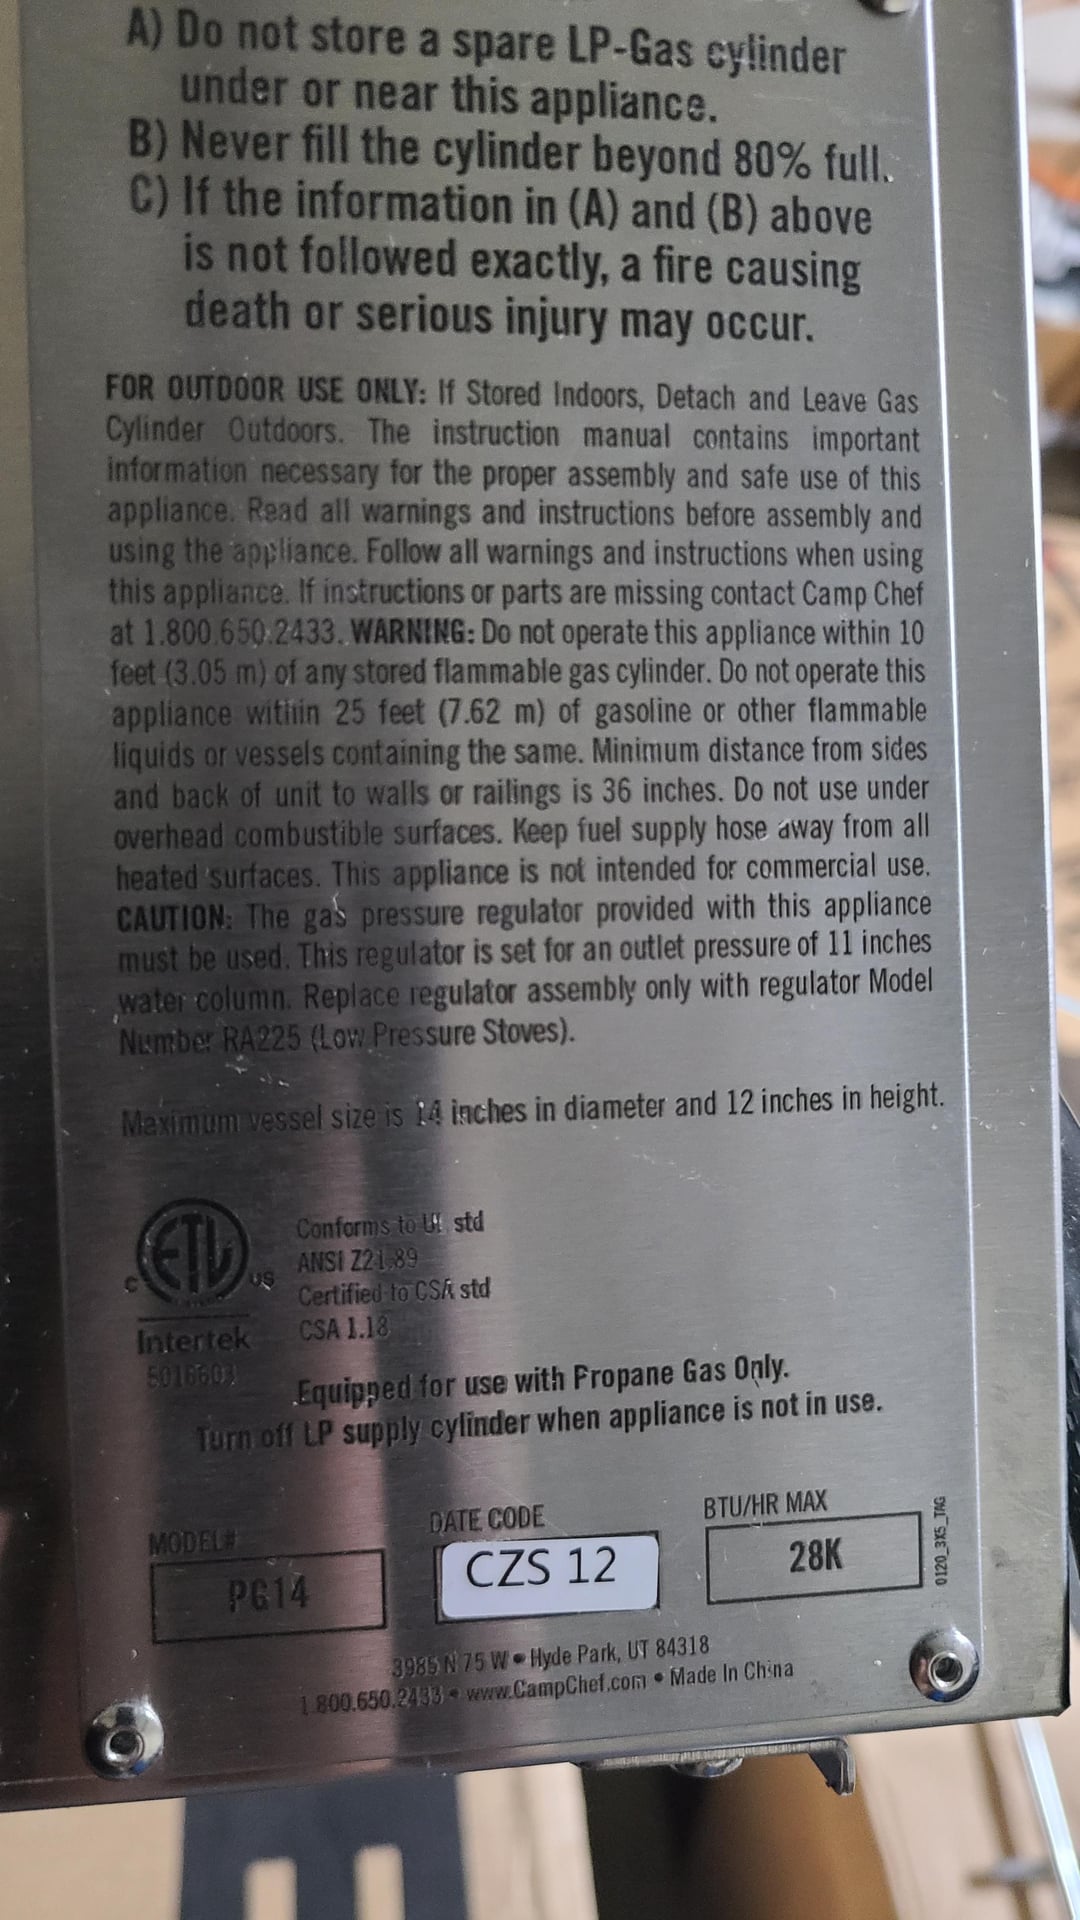 A) Do not store a spare LP-Gas cylinder
under or near this appliance.
B) Never fill the cylinder beyond 80% full.
C) If the information in (A) and (B) above
is not followed exactly, a fire causing
death or serious injury may occur.
FOR OUTDOOR USE ONLY: If Stored Indoors, Detach and Leave Gas
Cylinder Outdoors. The instruction manual contains important
information necessary for the proper assembly and safe use of this
appliance. Read all warnings and instructions before assembly and
using the appliance. Follow all warnings and instructions when using
this appliance. If instructions or parts are missing contact Camp Chef
at 1.800.650.2433. WARNING: Do not operate this appliance within 10
feet (3.05 m) of any stored flammable gas cylinder. Do not operate this
appliance within 25 feet (7.62 m) of gasoline or other flammable
liquids or vessels containing the same. Minimum distance from sides
and back of unit to walls or railings is 36 inches. Do not use under
overhead combustible surfaces. Keep fuel supply hose away from all
heated surfaces. This appliance is not intended for commercial use.
CAUTION: The gas pressure regulator provided with this appliance
must be used. This regulator is set for an outlet pressure of 11 inches
water column. Replace regulator assembly only with regulator Model
Number RA225 (Low Pressure Stoves).
Maximum vessel size is 14 inches in diameter and 12 inches in height.
C ETL US
Intertek
Conforms to UL std
ANSI Z21.89
Certified to CSA std
CSA 1.18
Equipped for use with Propane Gas Only.
Turn off LP supply cylinder when appliance is not in use.
MODEL#
PG14
DATE CODE
CZS 12
BTU/HR MAX
28K
0120_3X5_TAG
3985 N 75 W • Hyde Park, UT 84318
1.800.650.2433 • www.CampChef.com • Made In China